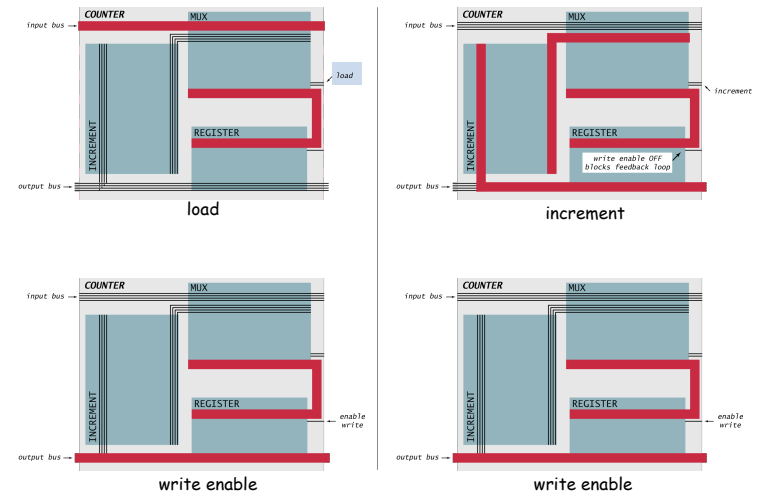 COUNTER
MUX
input bus
load
INCREMENT
REGISTER
output bus
load
COUNTER
MUX
input bus
increment
INCREMENT
REGISTER
write enable OFF
blocks feedback loop
output bus
increment
COUNTER
MUX
input bus
INCREMENT
REGISTER
enable
write
output bus
write enable
COUNTER
MUX
input bus
INCREMENT
REGISTER
enable
write
output bus
write enable